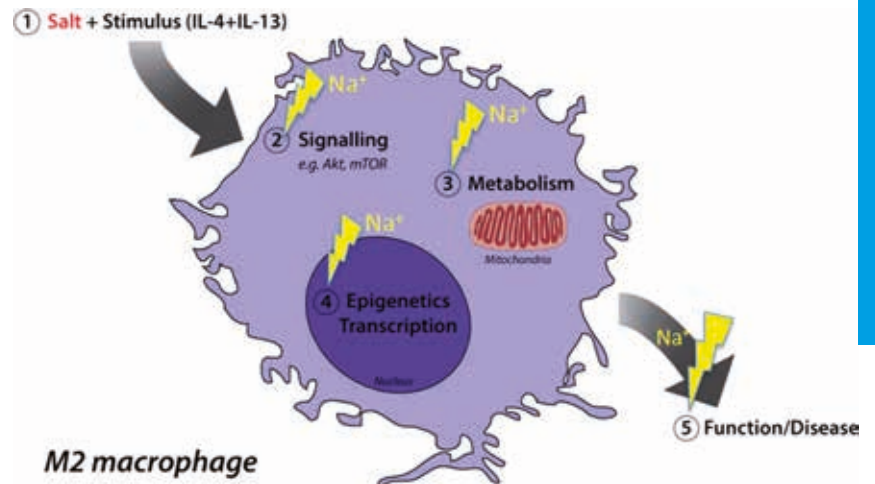 ① Salt + Stimulus (IL-4+IL-13)
Na⁺
② Signalling
e.g. Akt, mTOR
Na⁺
③ Metabolism
Mitochondria
Na⁺
④ Epigenetics
Transcription
Nucleus
Na⁺
⑤ Function/Disease
M2 macrophage